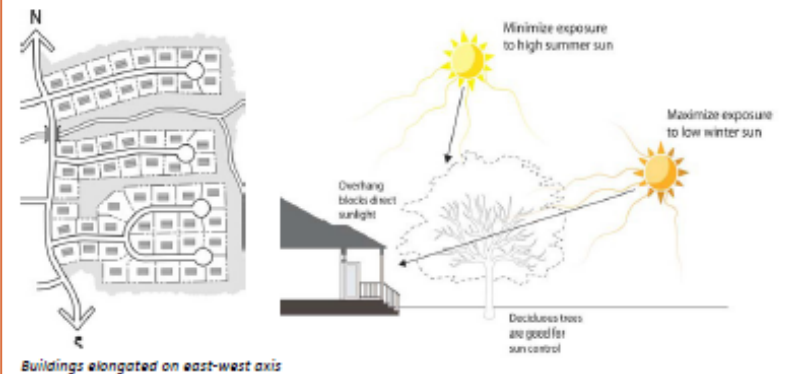 N
Minimize exposure
to high summer sun
Maximize exposure
to low winter sun
Overhang
blocks direct
sunlight
Deciduous trees
are good for
sun control
Buildings elongated on east-west axis